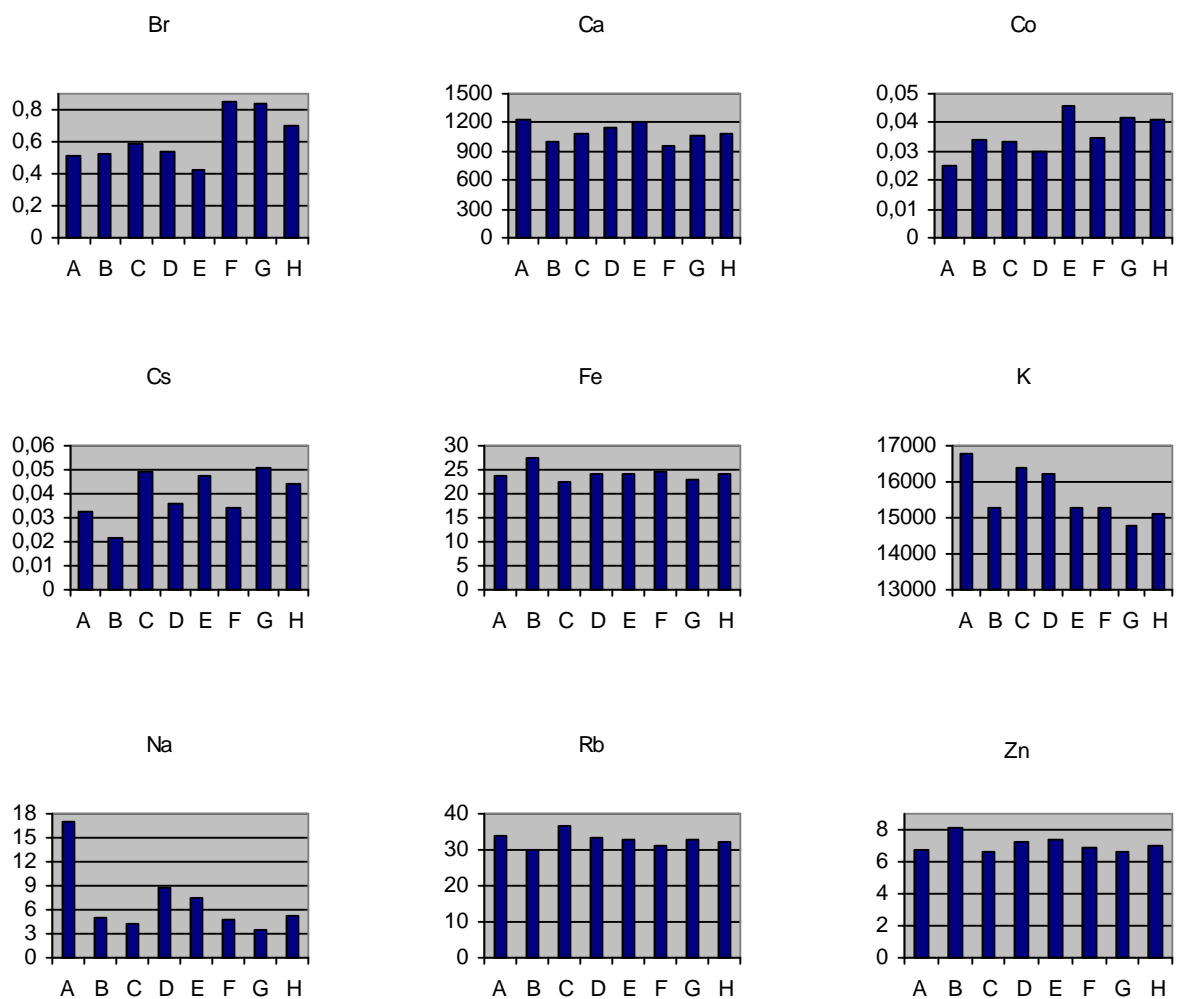 Br
0,8
0,6
0,4
0,2
0
A B C D E F G H
Ca
1500
1200
900
600
300
0
A B C D E F G H
Co
0,05
0,04
0,03
0,02
0,01
0
A B C D E F G H
Cs
0,06
0,05
0,04
0,03
0,02
0,01
0
A B C D E F G H
Fe
30
25
20
15
10
5
0
A B C D E F G H
K
17000
16000
15000
14000
13000
A B C D E F G H
Na
18
15
12
9
6
3
0
A B C D E F G H
Rb
40
30
20
10
0
A B C D E F G H
Zn
8
6
4
2
0
A B C D E F G H